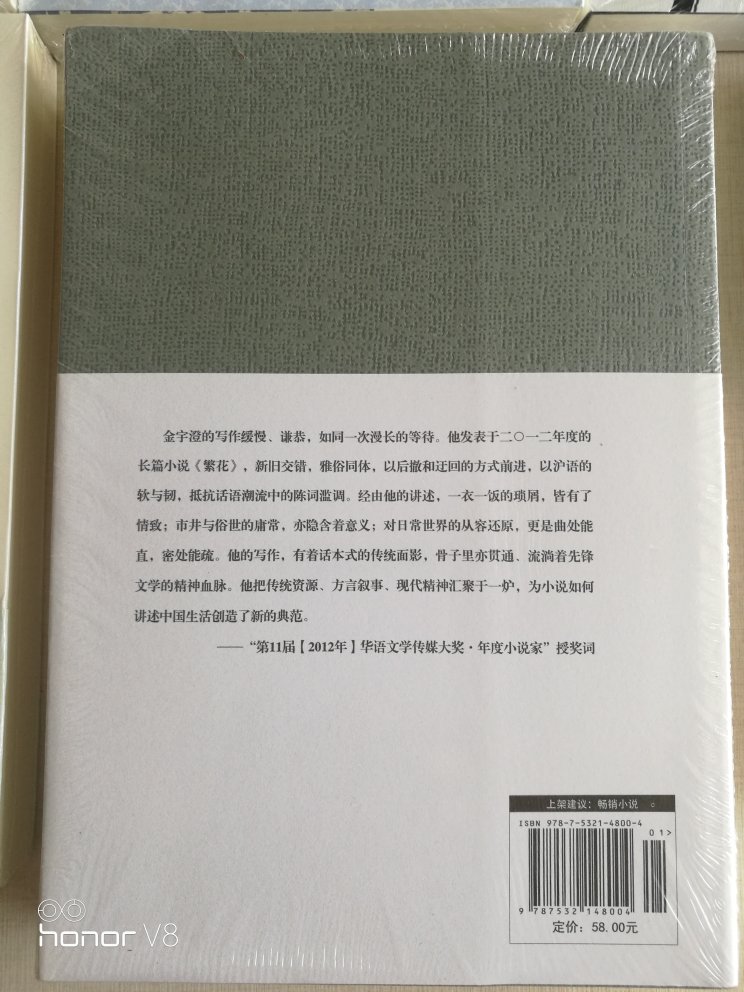 金宇澄的写作缓慢、谦恭，如同一次漫长的等待。他发表于二〇一二年度的
长篇小说《繁花》，新旧交错，雅俗同体，以后撤和迂回的方式前进，以沪语的
软与韧，抵抗话语潮流中的陈词滥调。经由他的讲述，一衣一饭的琐屑，皆有了
情致；市井与俗世的庸常，亦隐含着意义；对日常世界的从容还原，更是曲处能
直，密处能疏。他的写作，有着话本式的传统面影，骨子里亦贯通、流淌着先锋
文学的精神血脉。他把传统资源、方言叙事、现代精神汇聚于一炉，为小说如何
讲述中国生活创造了新的典范。
——“第11届【2012年】华语文学传媒大奖·年度小说家”授奖词
上架建议：畅销小说 。
ISBN 978-7-5321-4800-4
01>
9 787532 148004
定价：58.00元
honor V8